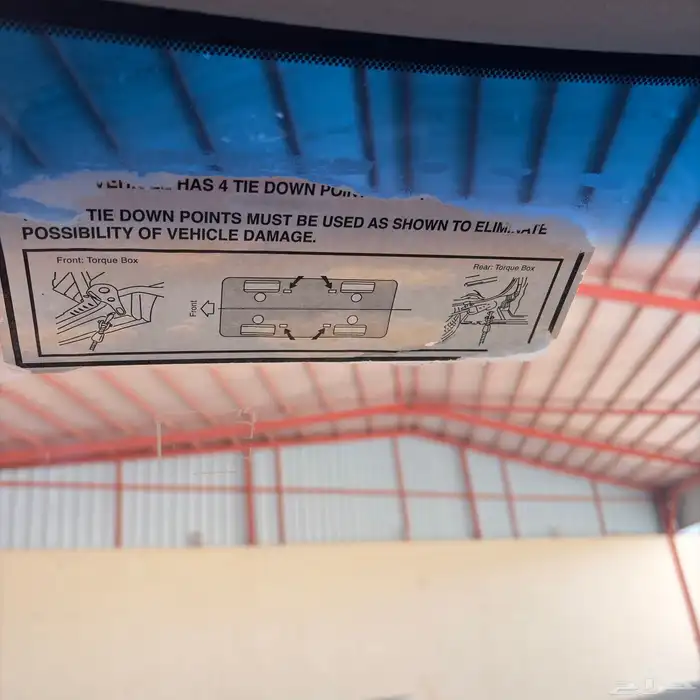 HAS 4 TIE DOWN
TIE DOWN POINTS MUST BE USED AS SHOWN TO ELIMINATE
POSSIBILITY OF VEHICLE DAMAGE.
Front: Torque Box
Rear: Torque Box
Front